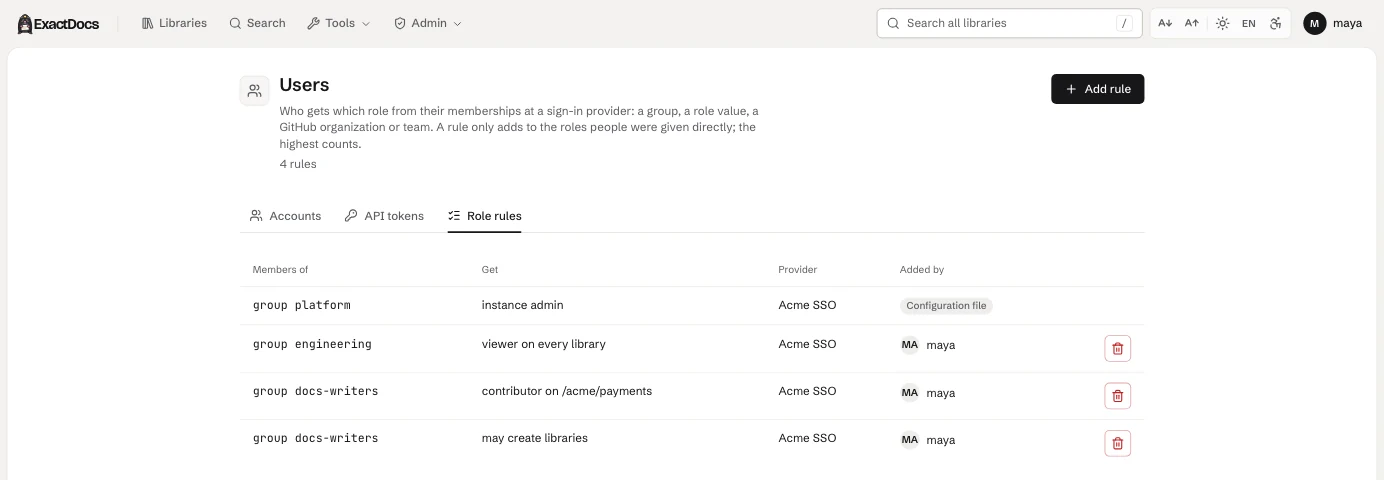 ExactDocs
Libraries
Search
Tools
Admin
Search all libraries
/
A↓
A↑
EN
M
maya
Users
Add rule
Who gets which role from their memberships at a sign-in provider: a group, a role value, a
GitHub organization or team. A rule only adds to the roles people were given directly; the
highest counts.
4 rules
Accounts
API tokens
Role rules
Members of Get Provider Added by
group platform instance admin Acme SSO Configuration file
group engineering viewer on every library Acme SSO MA maya
group docs-writers contributor on /acme/payments Acme SSO MA maya
group docs-writers may create libraries Acme SSO MA maya